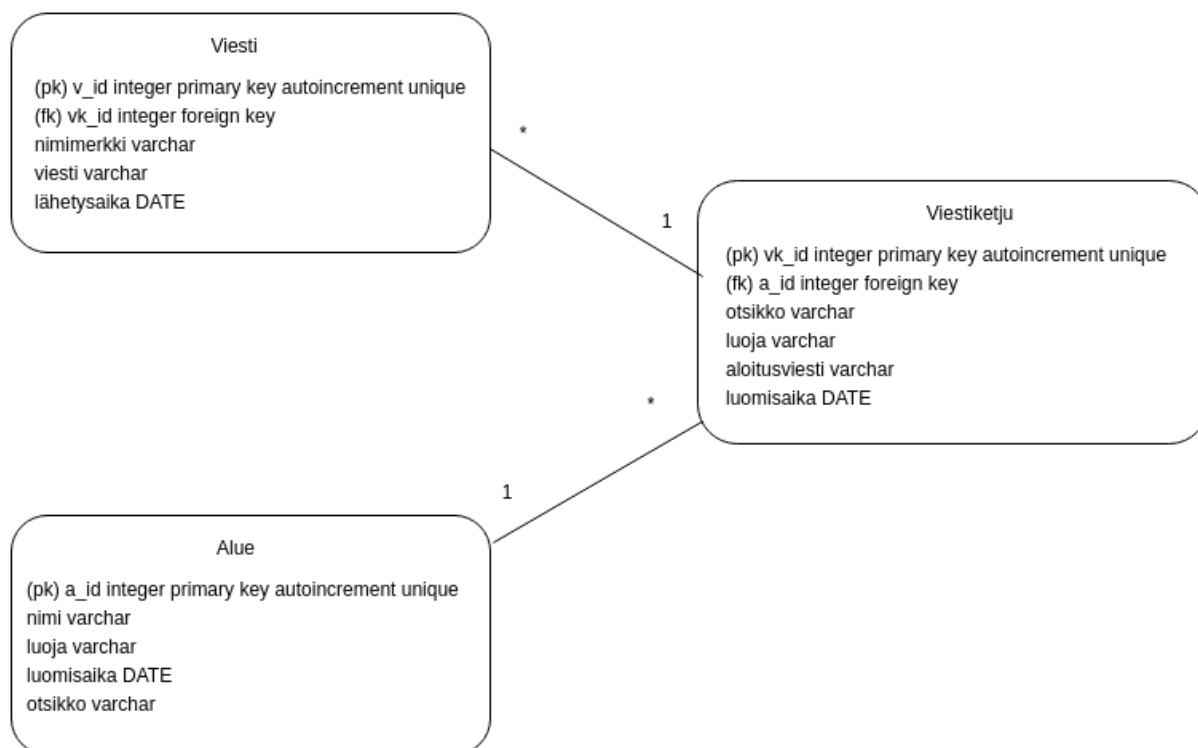 Viesti
(pk) v_id integer primary key autoincrement unique
(fk) vk_id integer foreign key
nimimerkki varchar
viesti varchar
lähetysaika DATE
*
1
Viestiketju
(pk) vk_id integer primary key autoincrement unique
(fk) a_id integer foreign key
otsikko varchar
luoja varchar
aloitusviesti varchar
luomisaika DATE
*
1
Alue
(pk) a_id integer primary key autoincrement unique
nimi varchar
luoja varchar
luomisaika DATE
otsikko varchar